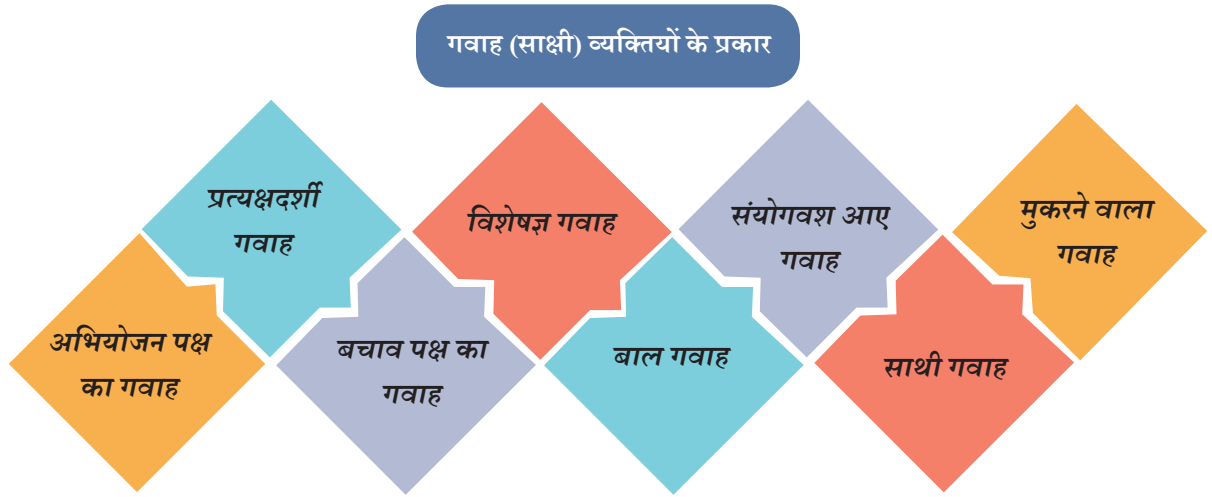 गवाह (साक्षी) व्यक्तियों के प्रकार
अभियोजन पक्ष
का गवाह
प्रत्यक्षदर्शी
गवाह
बचाव पक्ष का
गवाह
विशेषज्ञ गवाह
बाल गवाह
संयोगवश आए
गवाह
साथी गवाह
मुकरने वाला
गवाह